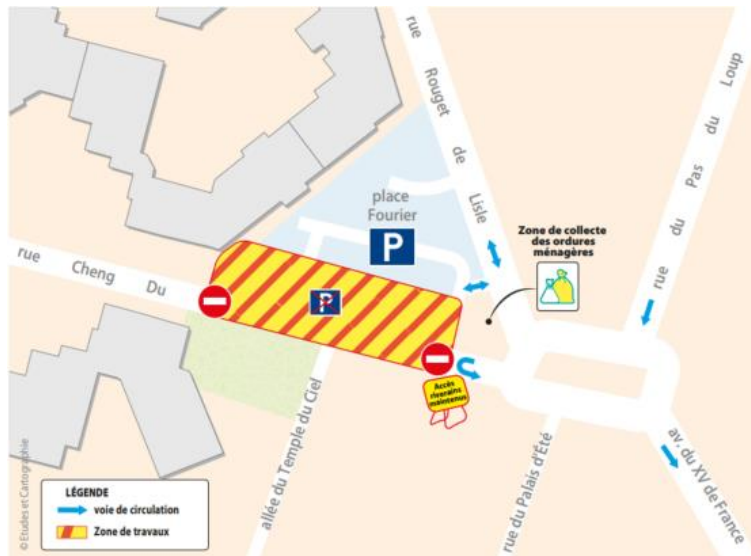 rue
Rouget
de
Lisle
rue
du
Pas
du
Loup
place
Fourier
P
Zone de collecte
des ordures
ménagères
rue
Cheng
Du
P
Accès
riverains
maintenus
allée du Temple du Ciel
rue du Palais d'Été
av. du XV de France
© Etudes et Cartographie
LÉGENDE
voie de circulation
Zone de travaux